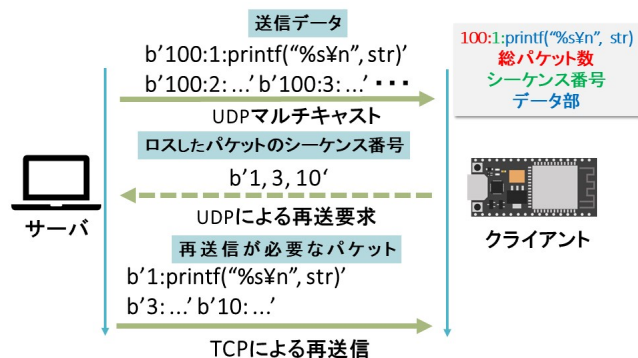 送信データ
b’100:1:printf(“%s¥n”, str)’
b’100:2: …’ b’100:3: …’ ・・・
UDPマルチキャスト
100:1:printf(“%s¥n”, str)
総パケット数
シーケンス番号
データ部
ロスしたパケットのシーケンス番号
b’1, 3, 10‘
UDPによる再送要求
サーバ
クライアント
再送信が必要なパケット
b’1:printf(“%s¥n”, str)’
b’3: …’ b’10: …’
TCPによる再送信